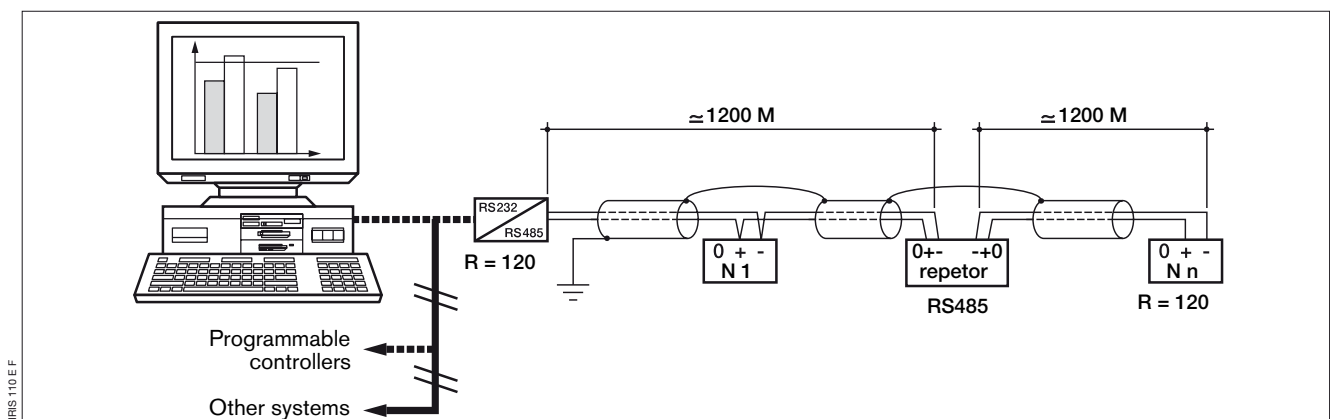 ≃1200 M
≃1200 M
RS232
RS485
R = 120
0 + -
N 1
0+- -+0
repetor
RS485
0 + -
N n
R = 120
Programmable
controllers
Other systems
IRIS 110 E F